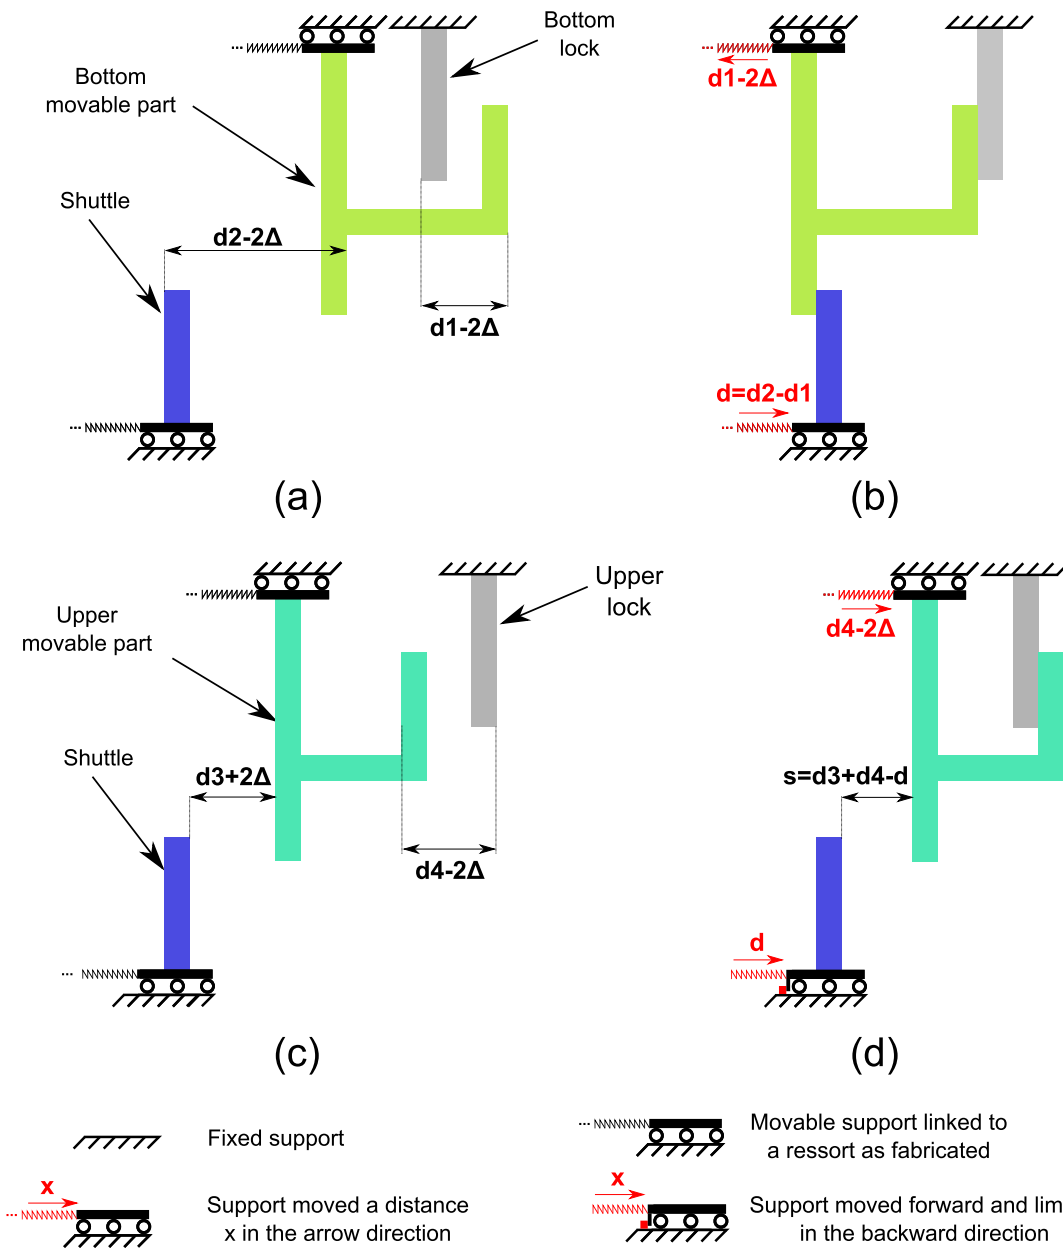 Bottom
lock
Bottom
movable part
Shuttle
d2-2Δ
d1-2Δ
(a)
d1-2Δ
d=d2-d1
(b)
Upper
lock
Upper
movable part
Shuttle
d3+2Δ
d4-2Δ
(c)
d4-2Δ
s=d3+d4-d
d
(d)
Fixed support
x
Support moved a distance
x in the arrow direction
Movable support linked to
a ressort as fabricated
x
Support moved forward and lim
in the backward direction